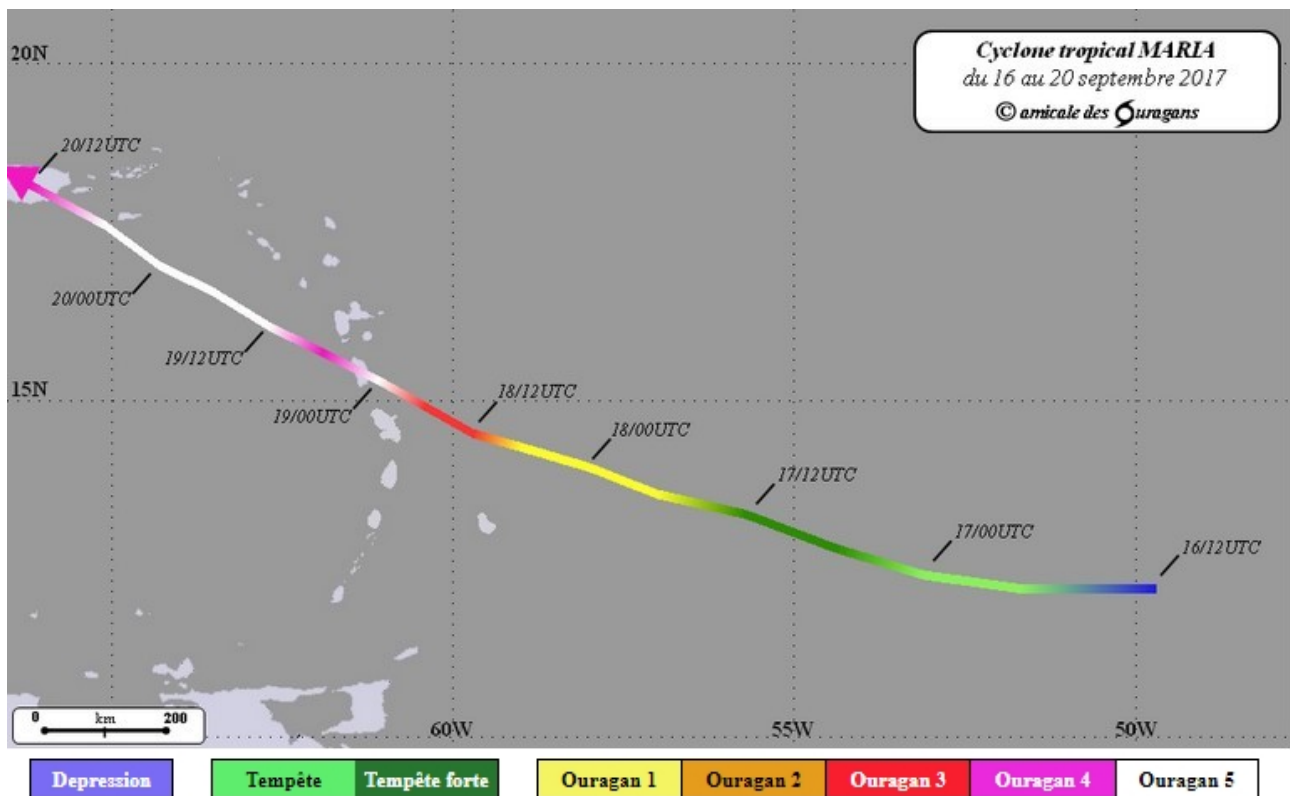 Cyclone tropical MARIA
du 16 au 20 septembre 2017
© amicale des Ouragans
20N
20/12UTC
20/00UTC
19/12UTC
15N
19/00UTC
18/12UTC
18/00UTC
17/12UTC
17/00UTC
16/12UTC
0 km 200
60W
55W
50W
Depression
Tempête
Tempête forte
Ouragan 1
Ouragan 2
Ouragan 3
Ouragan 4
Ouragan 5